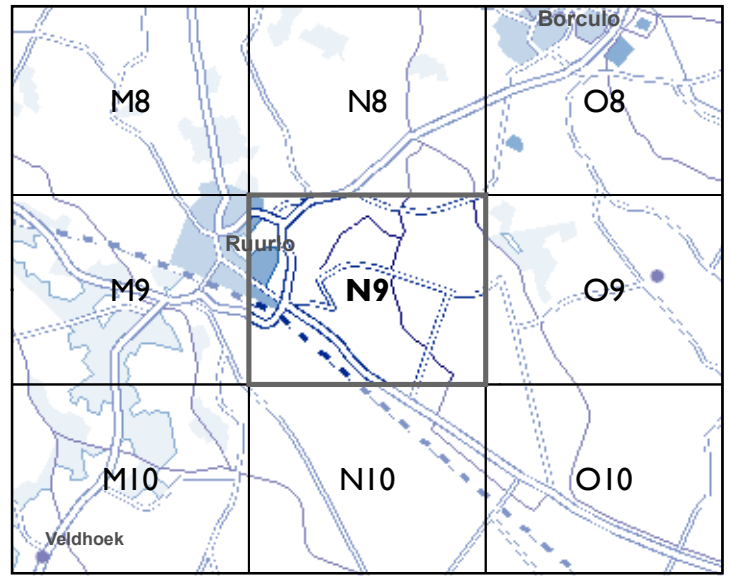 Borculo
M8 N8 O8
Ruurlo
M9 N9 O9
M10 N10 O10
Veldhoek